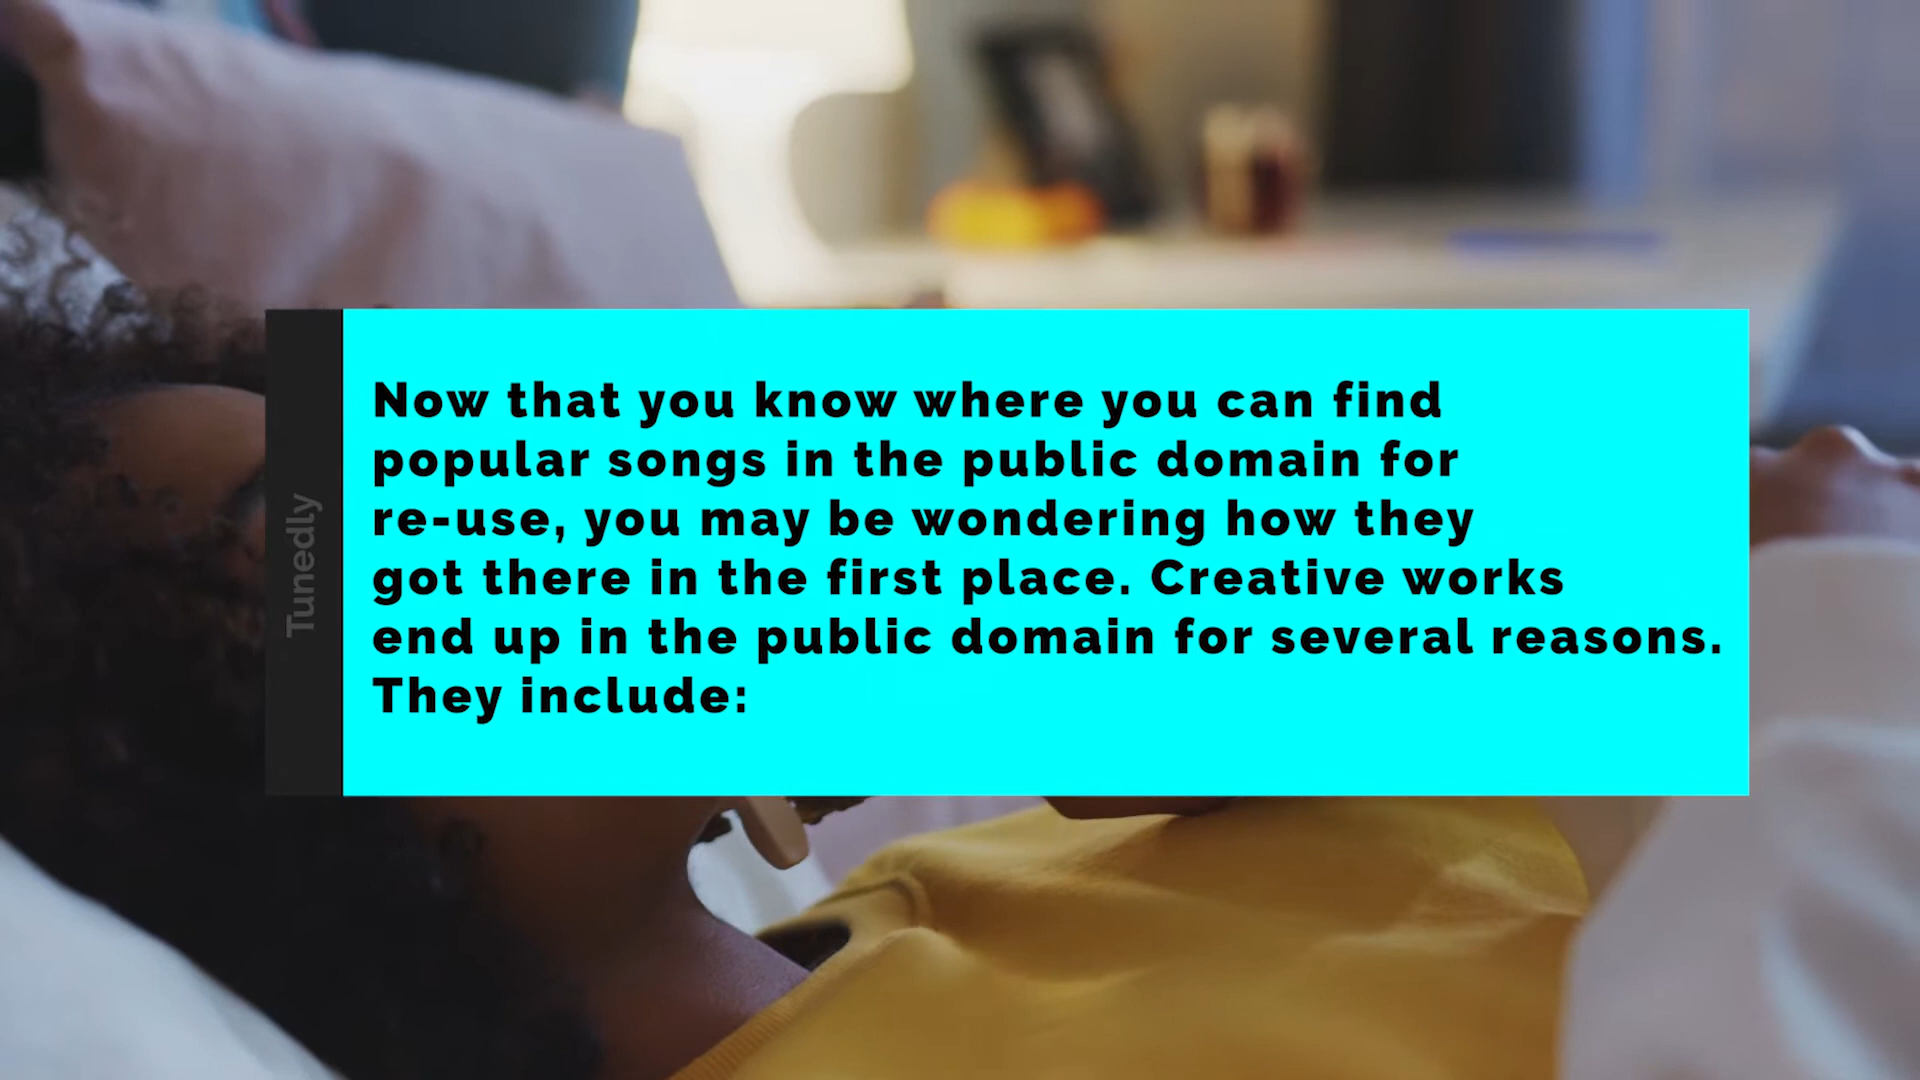 Tunedly
Now that you know where you can find
popular songs in the public domain for
re-use, you may be wondering how they
got there in the first place. Creative works
end up in the public domain for several reasons.
They include: